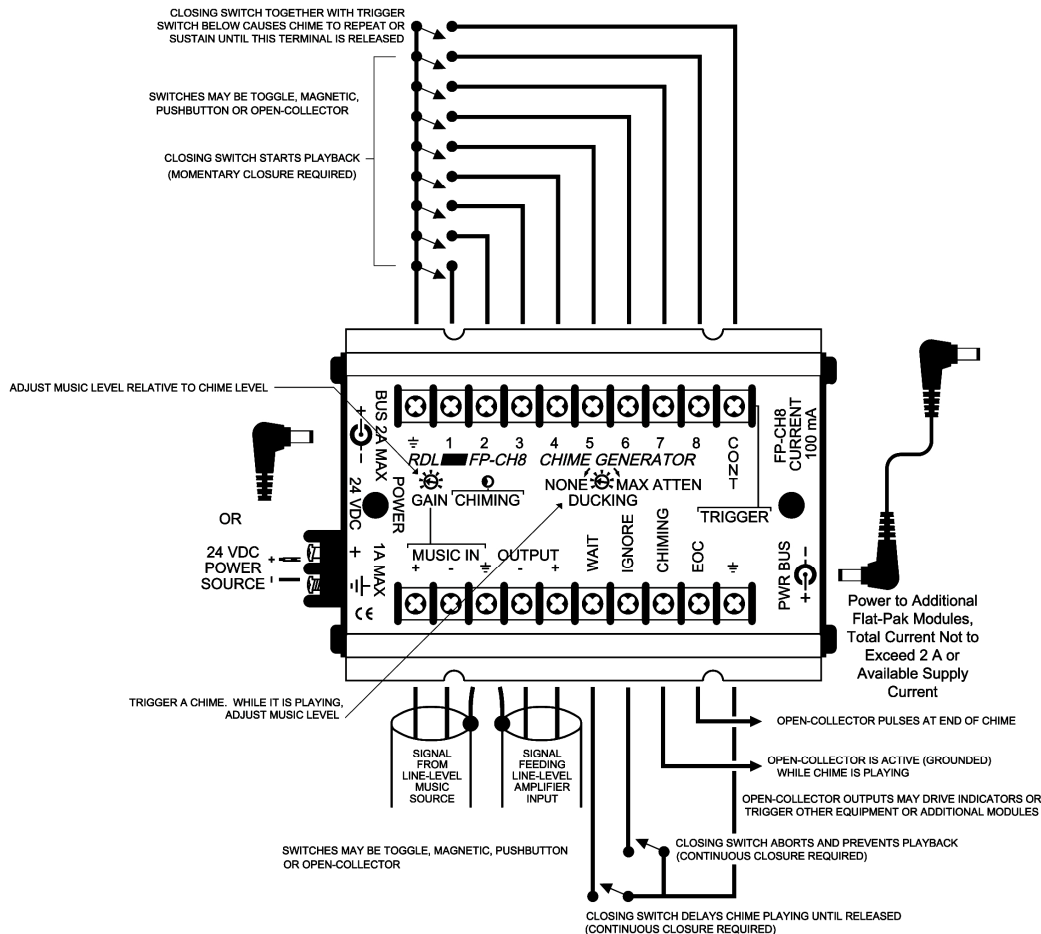 CLOSING SWITCH TOGETHER WITH TRIGGER
SWITCH BELOW CAUSES CHIME TO REPEAT OR
SUSTAIN UNTIL THIS TERMINAL IS RELEASED
SWITCHES MAY BE TOGGLE, MAGNETIC,
PUSHBUTTON OR OPEN-COLLECTOR
CLOSING SWITCH STARTS PLAYBACK
(MOMENTARY CLOSURE REQUIRED)
ADJUST MUSIC LEVEL RELATIVE TO CHIME LEVEL
BUS 2A MAX
+
-
24 VDC
POWER
1A MAX
+
CE
1 2 3 4 5 6 7 8 CONT
RDL FP-CH8 CHIME GENERATOR
GAIN CHIMING
NONE MAX ATTEN
DUCKING
TRIGGER
FP-CH8
CURRENT
100 mA
MUSIC IN OUTPUT
+ - - +
WAIT
IGNORE
CHIMING
EOC
PWR BUS
+
-
OR
24 VDC
POWER
SOURCE
+
-
Power to Additional
Flat-Pak Modules,
Total Current Not to
Exceed 2 A or
Available Supply
Current
TRIGGER A CHIME. WHILE IT IS PLAYING,
ADJUST MUSIC LEVEL
SIGNAL
FROM
LINE-LEVEL
MUSIC
SOURCE
SIGNAL
FEEDING
LINE-LEVEL
AMPLIFIER
INPUT
OPEN-COLLECTOR PULSES AT END OF CHIME
OPEN-COLLECTOR IS ACTIVE (GROUNDED)
WHILE CHIME IS PLAYING
OPEN-COLLECTOR OUTPUTS MAY DRIVE INDICATORS OR
TRIGGER OTHER EQUIPMENT OR ADDITIONAL MODULES
SWITCHES MAY BE TOGGLE, MAGNETIC, PUSHBUTTON
OR OPEN-COLLECTOR
CLOSING SWITCH ABORTS AND PREVENTS PLAYBACK
(CONTINUOUS CLOSURE REQUIRED)
CLOSING SWITCH DELAYS CHIME PLAYING UNTIL RELEASED
(CONTINUOUS CLOSURE REQUIRED)